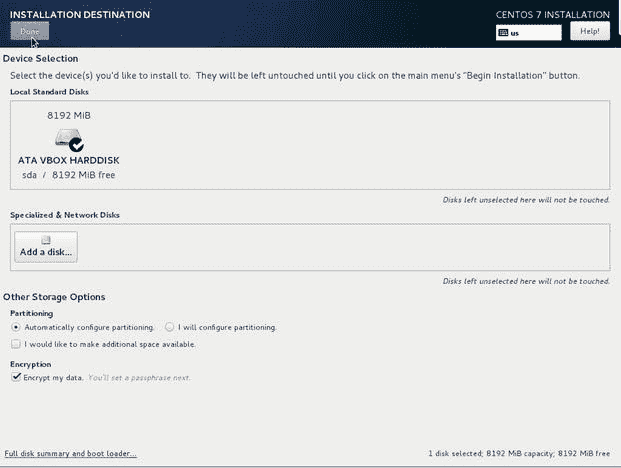 INSTALLATION DESTINATION
CENTOS 7 INSTALLATION
Done
us
Help!
Device Selection
Select the device(s) you'd like to install to. They will be left untouched until you click on the main menu's "Begin Installation" button.
Local Standard Disks
8192 MiB
ATA VBOX HARDDISK
sda / 8192 MiB free
Disks left unselected here will not be touched.
Specialized & Network Disks
Add a disk...
Disks left unselected here will not be touched.
Other Storage Options
Partitioning
Automatically configure partitioning. I will configure partitioning.
I would like to make additional space available.
Encryption
Encrypt my data. You'll set a passphrase next.
Full disk summary and boot loader...
1 disk selected; 8192 MiB capacity; 8192 MiB free